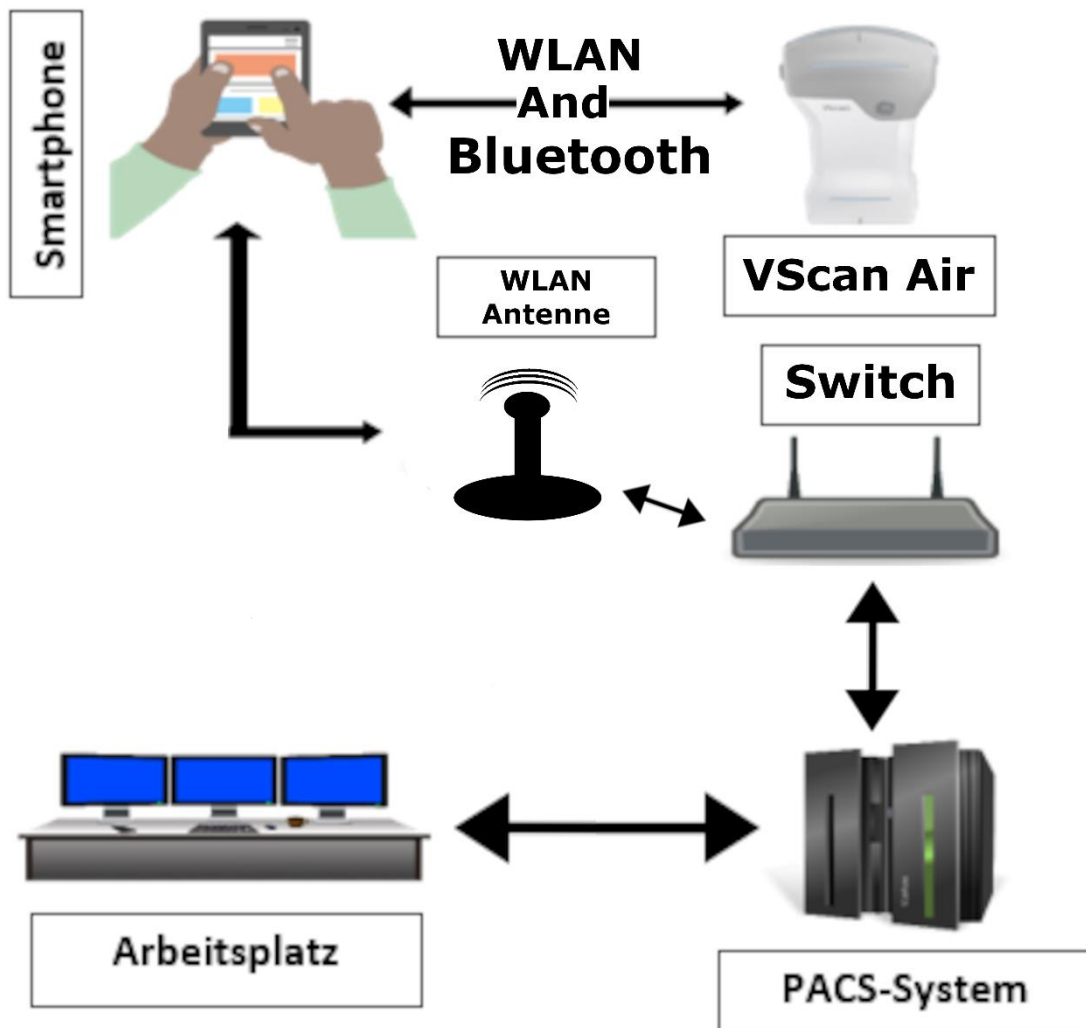 Smartphone
WLAN
And
Bluetooth
VScan Air
WLAN
Antenne
Switch
Arbeitsplatz
PACS-System